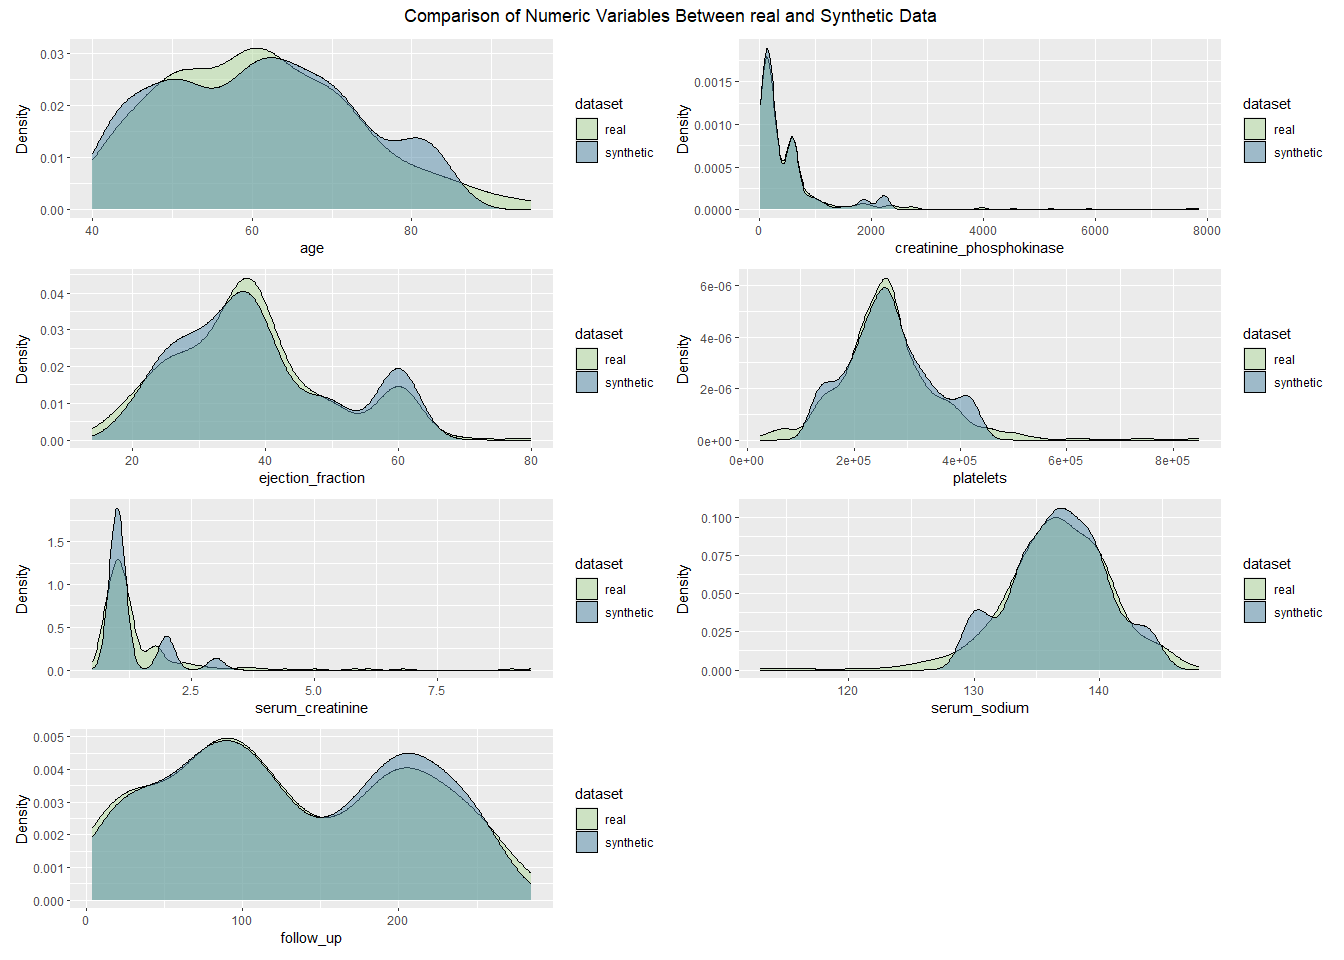 Comparison of Numeric Variables Between real and Synthetic Data
Density
0.03
0.02
0.01
0.00
40
60
80
age
dataset
real
synthetic
Density
0.0015
0.0010
0.0005
0.0000
0
2000
4000
6000
8000
creatinine_phosphokinase
dataset
real
synthetic
Density
0.04
0.03
0.02
0.01
0.00
20
40
60
80
ejection_fraction
dataset
real
synthetic
Density
6e-06
4e-06
2e-06
0e+00
0e+00
2e+05
4e+05
6e+05
8e+05
platelets
dataset
real
synthetic
Density
1.5
1.0
0.5
0.0
2.5
5.0
7.5
serum_creatinine
dataset
real
synthetic
Density
0.100
0.075
0.050
0.025
0.000
120
130
140
serum_sodium
dataset
real
synthetic
Density
0.005
0.004
0.003
0.002
0.001
0.000
0
100
200
follow_up
dataset
real
synthetic